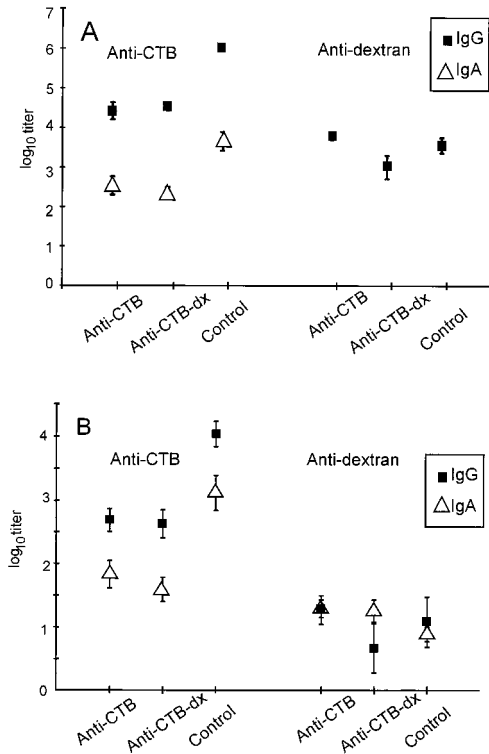 A
Anti-CTB
Anti-dextran
IgG
IgA
7
6
5
4
3
2
1
0
log10 titer
Anti-CTB
Anti-CTB-dx
Control
Anti-CTB
Anti-CTB-dx
Control
B
Anti-CTB
Anti-dextran
IgG
IgA
4
3
2
1
0
log10 titer
Anti-CTB
Anti-CTB-dx
Control
Anti-CTB
Anti-CTB-dx
Control